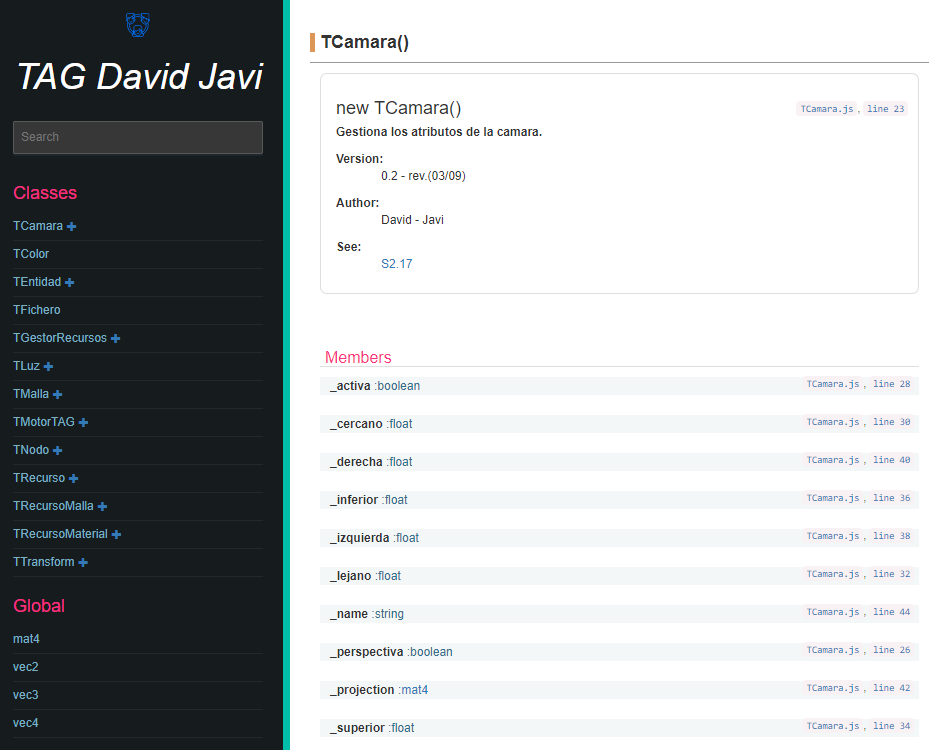 TAG David Javi
Search
Classes
TCamara
TColor
TEntidad
TFichero
TGestorRecursos
TLuz
TMalla
TMotorTAG
TNodo
TRecurso
TRecursoMalla
TRecursoMaterial
TTransform
Global
mat4
vec2
vec3
vec4
TCamara()
new TCamara() TCamara.js, line 23
Gestiona los atributos de la camara.
Version:
0.2 - rev.(03/09)
Author:
David - Javi
See:
S2.17
Members
_activa :boolean TCamara.js, line 28
_cercano :float TCamara.js, line 30
_derecha :float TCamara.js, line 40
_inferior :float TCamara.js, line 36
_izquierda :float TCamara.js, line 38
_lejano :float TCamara.js, line 32
_name :string TCamara.js, line 44
_perspectiva :boolean TCamara.js, line 26
_projection :mat4 TCamara.js, line 42
_superior :float TCamara.js, line 34